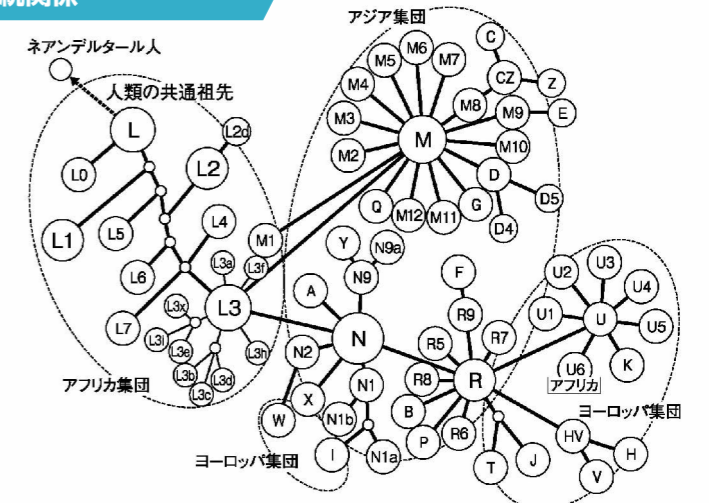 統関係
アジア集団
ネアンデルタール人
人類の共通祖先
L
L0
L1
L2
L2d
L5
L4
L6
L7
M1
L3a
L3f
L3
L3x
L3i
L3e
L3b
L3c
L3d
L3h
アフリカ集団
M
M2
M3
M4
M5
M6
M7
M8
CZ
C
Z
M9
E
M10
D
D5
D4
G
M11
M12
Q
Y
N9a
N9
A
N
N2
W
X
N1
N1b
I
N1a
ヨーロッパ集団
F
R9
R5
R7
R8
R
B
P
R6
T
J
U2
U3
U4
U1
U
U5
U6
アフリカ
K
ヨーロッパ集団
HV
H
V